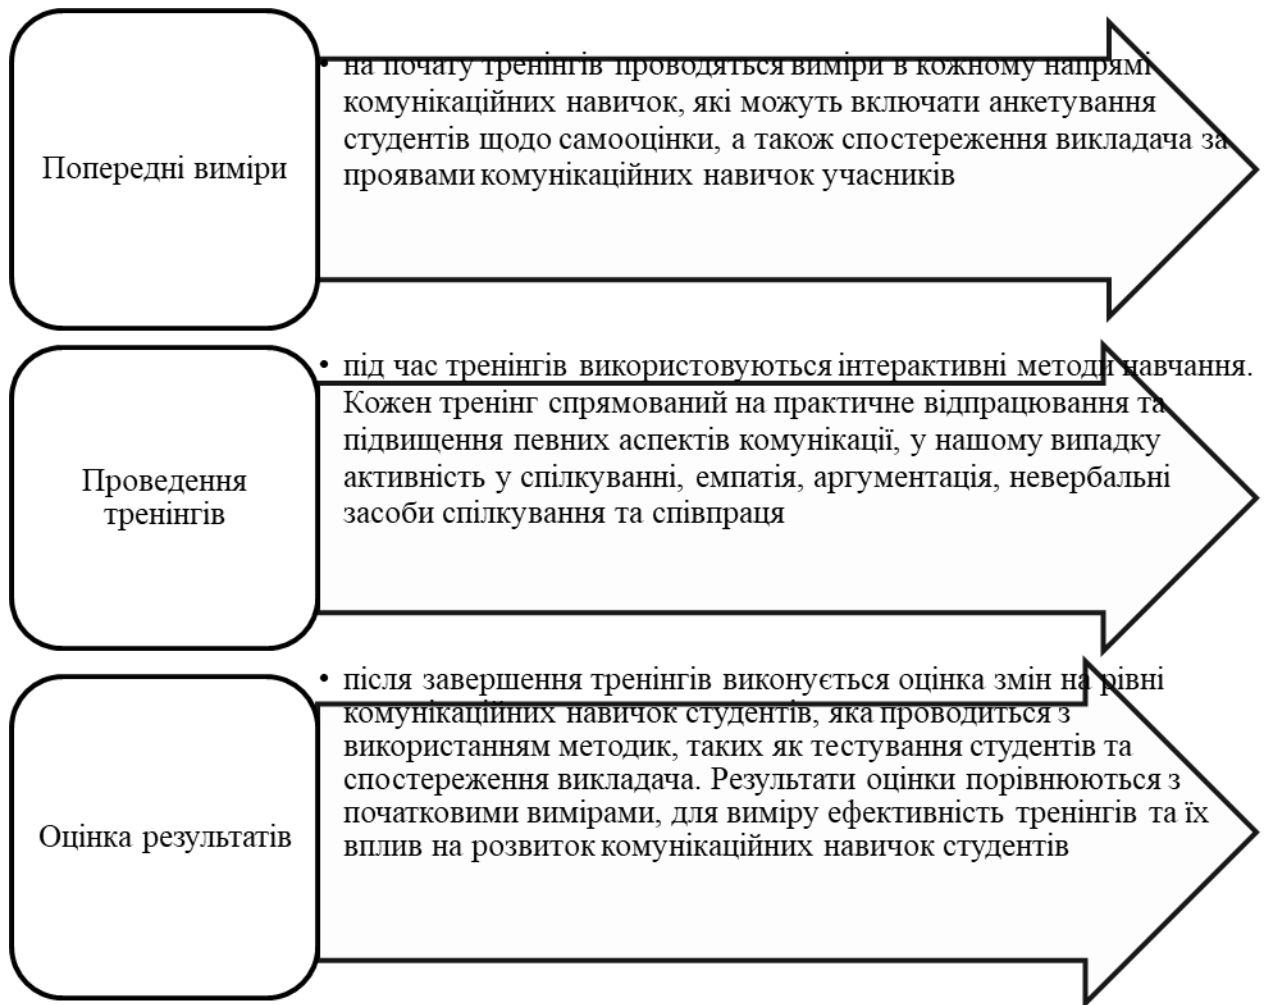 Попередні виміри
• на почату тренінгів проводяться виміри в кожному напрямі
комунікаційних навичок, які можуть включати анкетування
студентів щодо самооцінки, а також спостереження викладача за
проявами комунікаційних навичок учасників
Проведення
тренінгів
• під час тренінгів використовуються інтерактивні методи навчання.
Кожен тренінг спрямований на практичне відпрацювання та
підвищення певних аспектів комунікації, у нашому випадку
активність у спілкуванні, емпатія, аргументація, невербальні
засоби спілкування та співпраця
Оцінка результатів
• після завершення тренінгів виконується оцінка змін на рівні
комунікаційних навичок студентів, яка проводиться з
використанням методик, таких як тестування студентів та
спостереження викладача. Результати оцінки порівнюються з
початковими вимірами, для виміру ефективність тренінгів та їх
вплив на розвиток комунікаційних навичок студентів